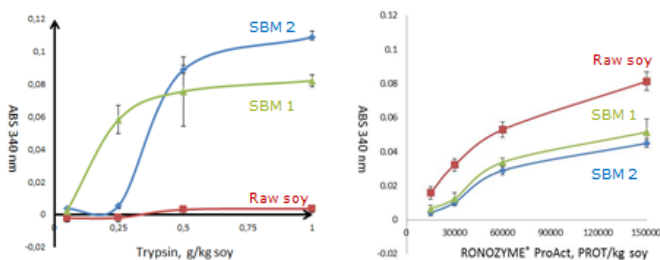 0,12
SBM 2
0,1
0,08
SBM 1
0,06
0,04
0,02
Raw soy
0
-0,02
0
0,25
0,5
0,75
1
ABS 340 nm
Trypsin, g/kg soy
0.12
0.1
Raw soy
0.08
0.06
SBM 1
0.04
SBM 2
0.02
0
-0.02
0
30000
60000
90000
120000
150000
ABS 340 nm
RONOZYME® ProAct, PROT/kg soy